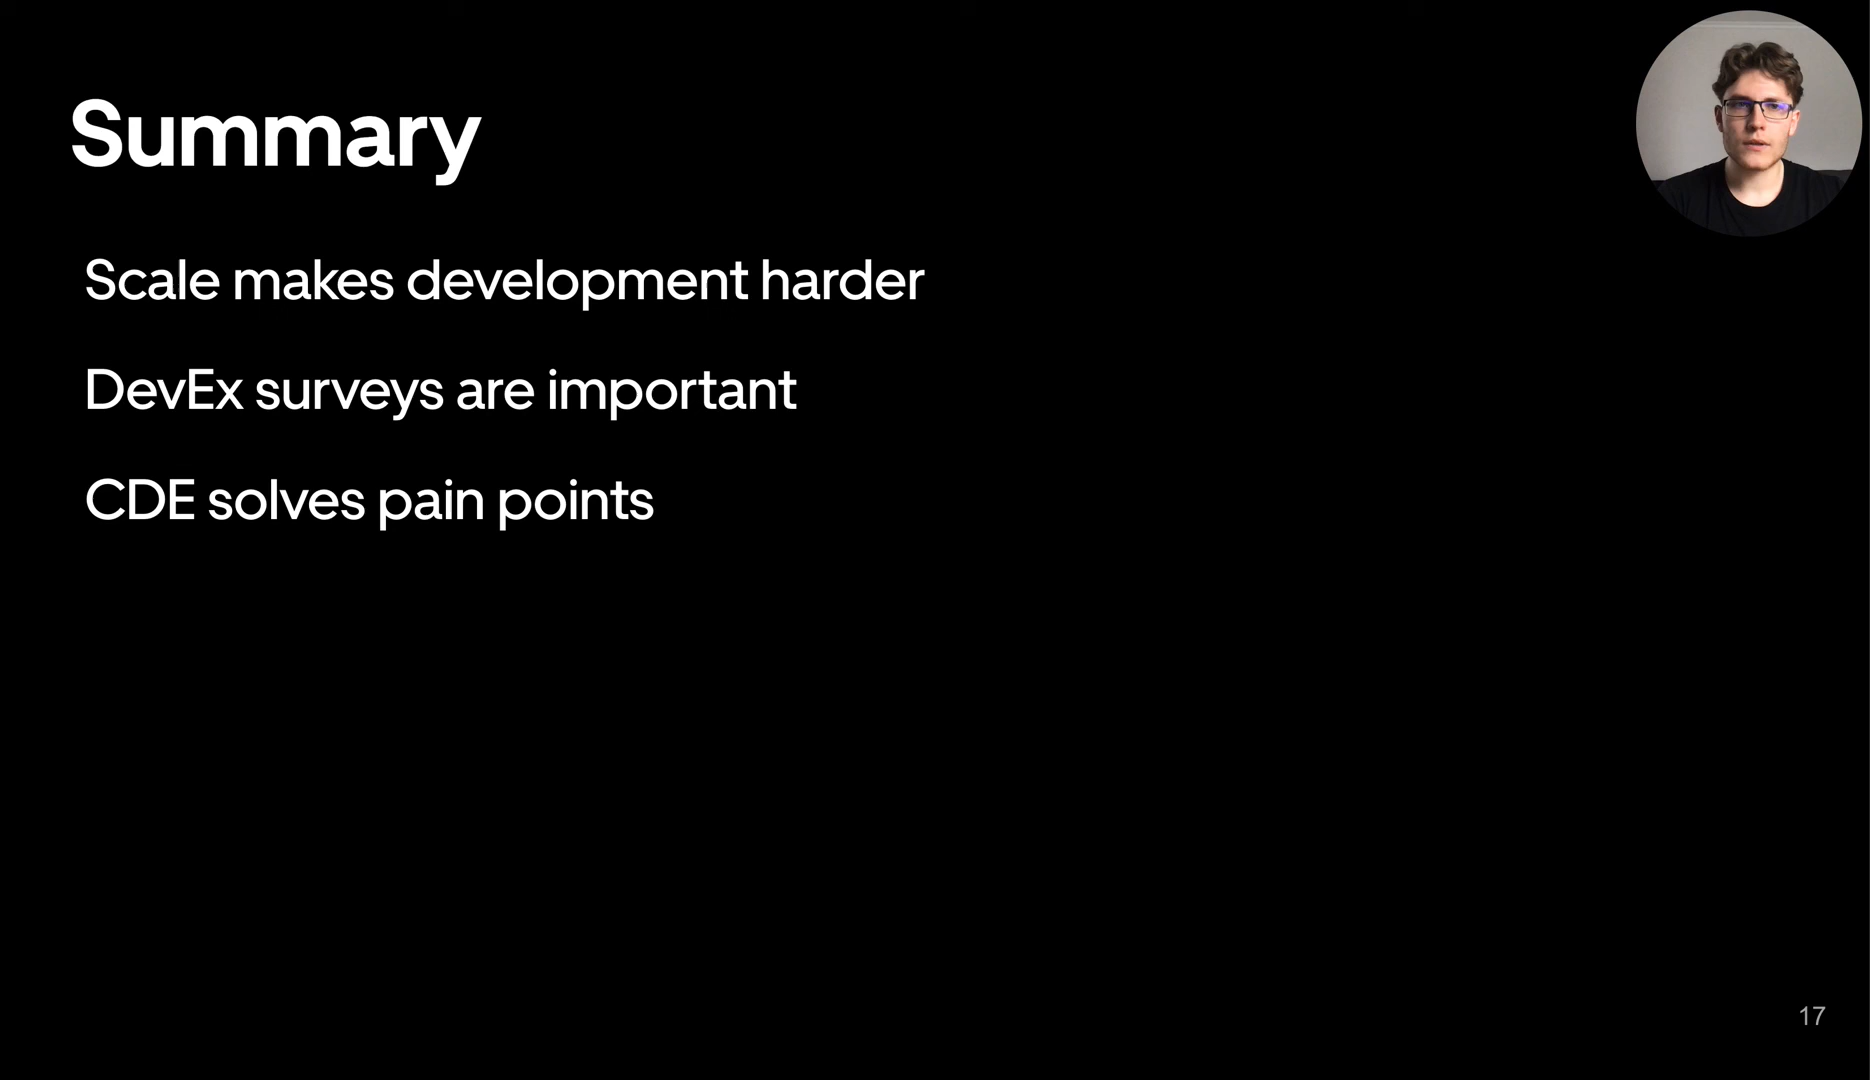 Summary
Scale makes development harder
DevEx surveys are important
CDE solves pain points
17